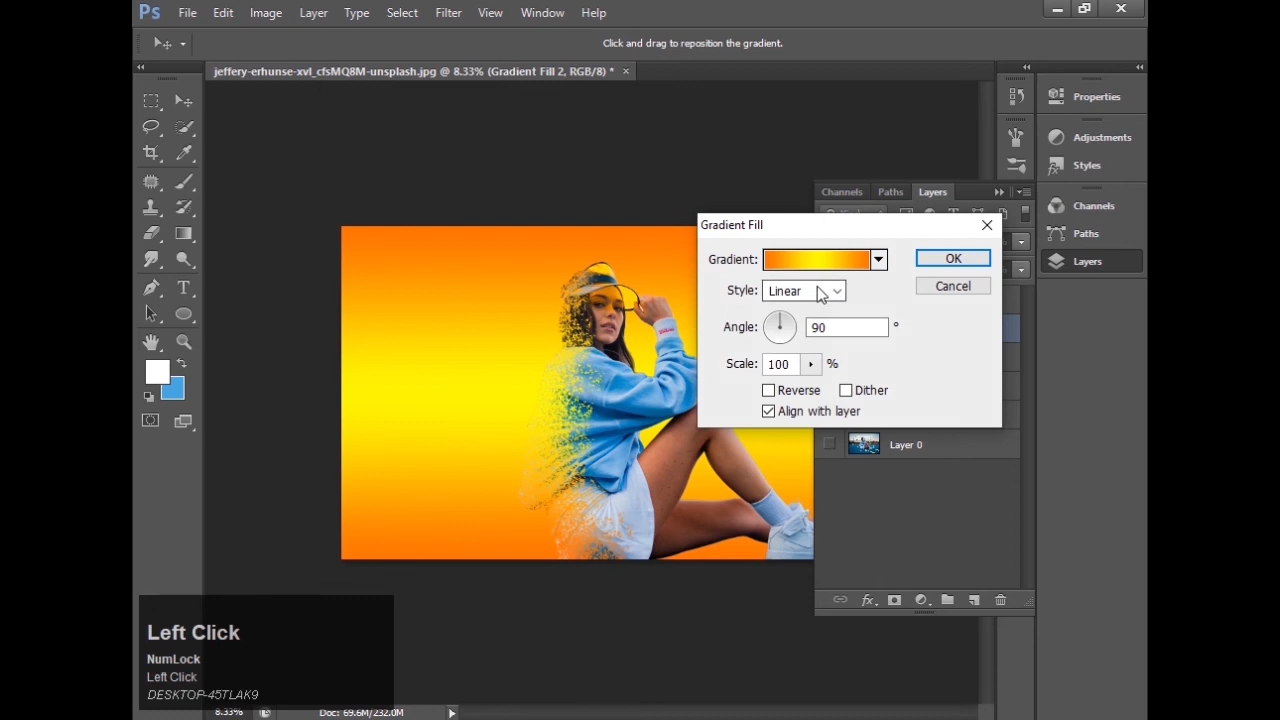 Ps File Edit Image Layer Type Select Filter View Window Help
Click and drag to reposition the gradient.
jeffery-erhunse-xvl_cfsMQ8M-unsplash.jpg @ 8.33% (Gradient Fill 2, RGB/8) * ×
Properties
Adjustments
Styles
Channels
Paths
Layers
Channels Paths Layers
Gradient Fill
Gradient:
OK
Style: Linear
Cancel
Angle: 90 °
Scale: 100 %
Reverse Dither
Align with layer
Layer 0
fx
Left Click
NumLock
Left Click
DESKTOP-45TLAK9
8.33% Doc: 69.6M/232.0M